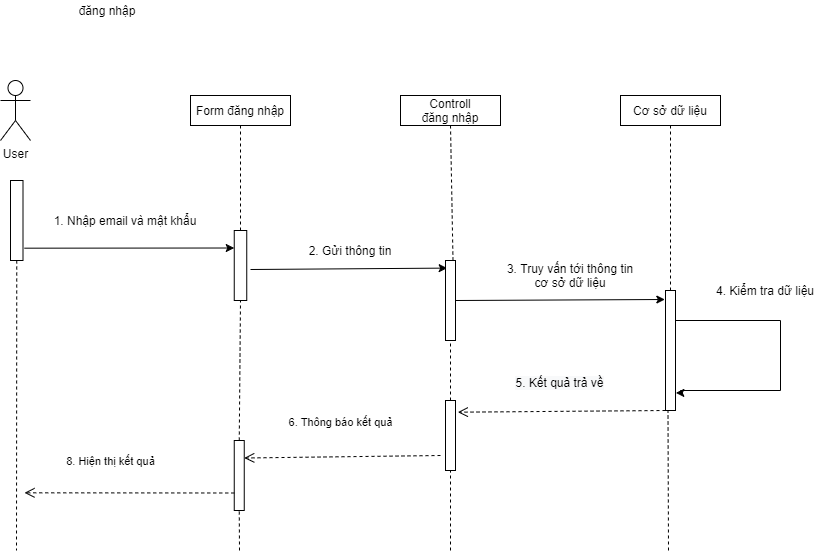 đăng nhập
User
Form đăng nhập
Controll
đăng nhập
Cơ sở dữ liệu
1. Nhập email và mật khẩu
2. Gửi thông tin
3. Truy vấn tới thông tin
cơ sở dữ liệu
4. Kiểm tra dữ liệu
5. Kết quả trả về
6. Thông báo kết quả
8. Hiện thị kết quả